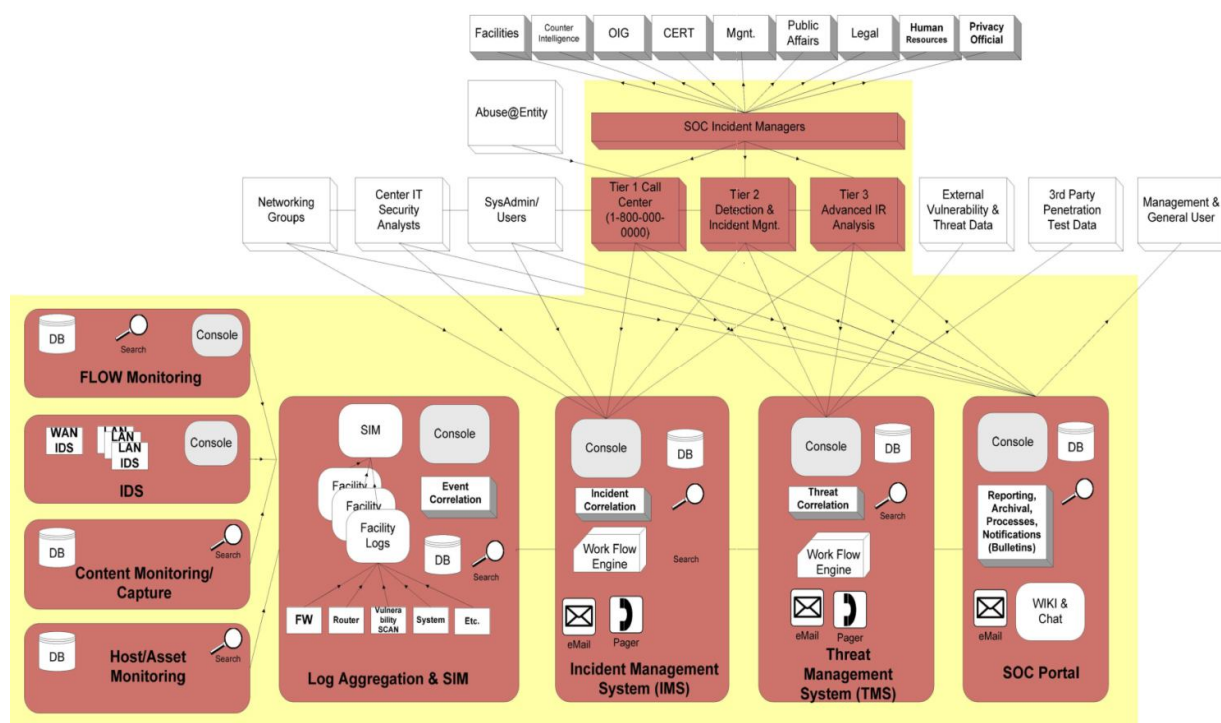 Facilities
Counter
Intelligence
OIG
CERT
Mgnt.
Public
Affairs
Legal
Human
Resources
Privacy
Official
Abuse@Entity
SOC Incident Managers
Networking
Groups
Center IT
Security
Analysts
SysAdmin/
Users
Tier 1 Call
Center
(1-800-000-
0000)
Tier 2
Detection &
Incident Mgnt.
Tier 3
Advanced IR
Analysis
External
Vulnerability &
Threat Data
3rd Party
Penetration
Test Data
Management &
General User
DB
Search
Console
FLOW Monitoring
WAN
IDS
LAN
LAN
LAN
IDS
Console
IDS
DB
Search
Content Monitoring/
Capture
DB
Search
Host/Asset
Monitoring
SIM
Console
Facility
Facility
Facility
Logs
Event
Correlation
DB
Search
FW
Router
Vulnera
bility
SCAN
System
Etc.
Log Aggregation & SIM
Console
DB
Incident
Correlation
Work Flow
Engine
Search
eMail
Pager
Incident Management
System (IMS)
Console
DB
Threat
Correlation
Search
Work Flow
Engine
eMail
Pager
Threat
Management
System (TMS)
Console
DB
Reporting,
Archival,
Processes,
Notifications
(Bulletins)
Search
eMail
WIKI &
Chat
SOC Portal